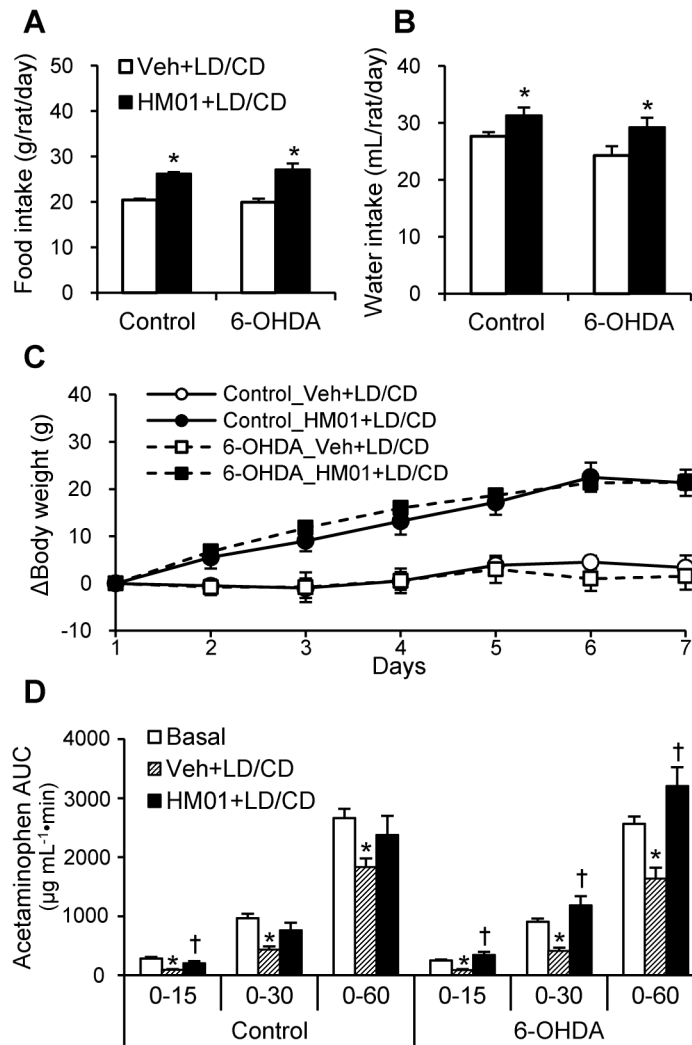 A
Food intake (g/rat/day)
50
40
30
20
10
0
Veh+LD/CD
HM01+LD/CD
*
*
Control
6-OHDA
B
Water intake (mL/rat/day)
40
30
20
10
0
*
*
Control
6-OHDA
C
ΔBody weight (g)
40
30
20
10
0
-10
Control_Veh+LD/CD
Control_HM01+LD/CD
6-OHDA_Veh+LD/CD
6-OHDA_HM01+LD/CD
1 2 3 4 5 6 7
Days
D
Acetaminophen AUC
(µg mL⁻¹•min)
4000
3000
2000
1000
0
Basal
Veh+LD/CD
HM01+LD/CD
* † * * * † * † * †
0-15 0-30 0-60 0-15 0-30 0-60
Control 6-OHDA